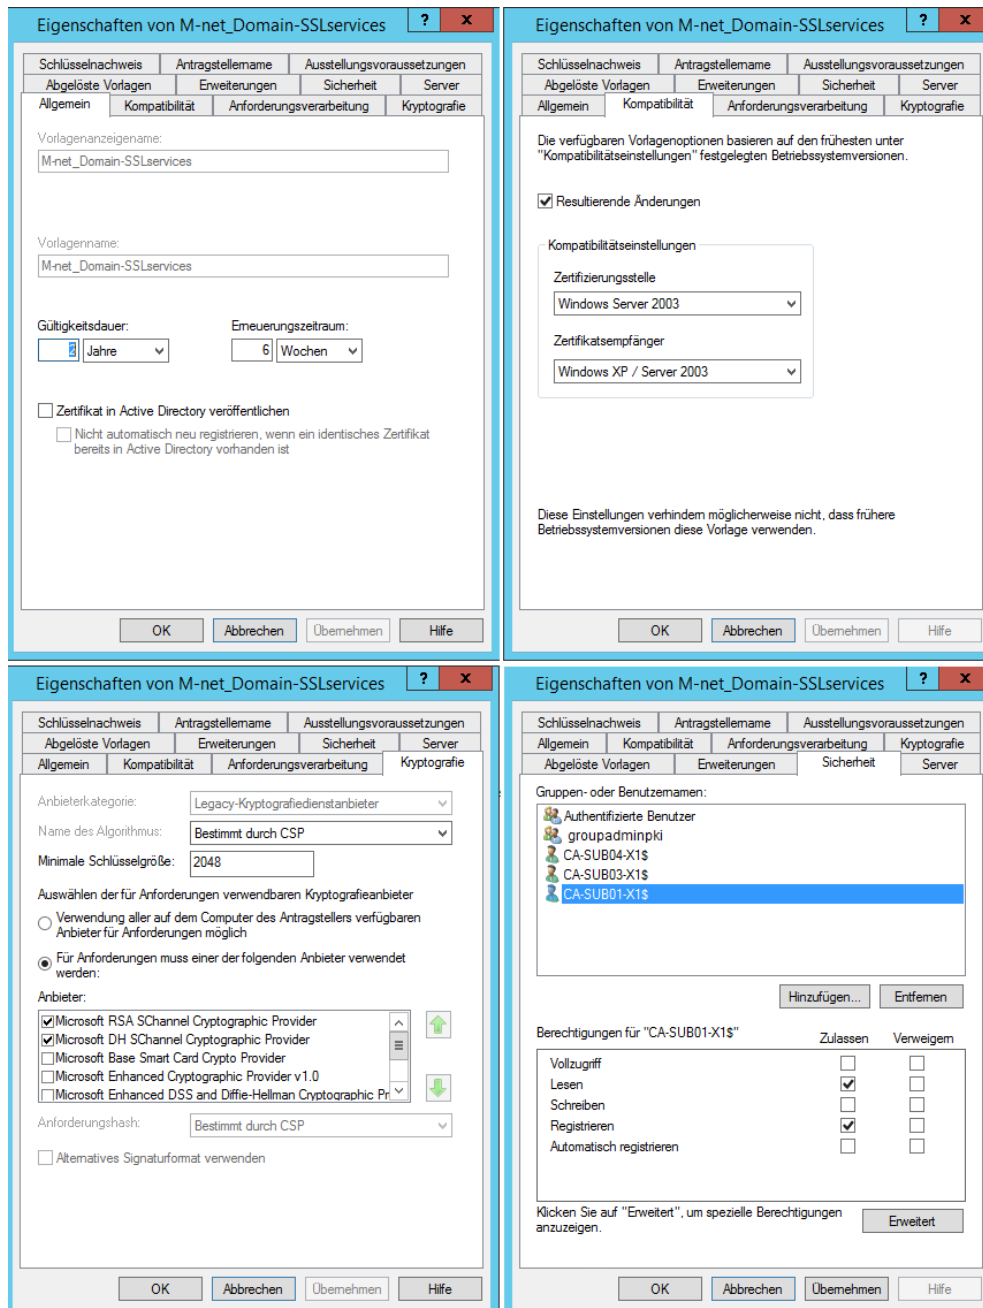 Eigenschaften von M-net_Domain-SSLservices
?
x
Schlüsselnachweis
Antragstellername
Ausstellungsvoraussetzungen
Abgelöste Vorlagen
Erweiterungen
Sicherheit
Server
Allgemein
Kompatibilität
Anforderungsverarbeitung
Kryptografie
Vorlagenanzeigename:
M-net_Domain-SSLservices
Vorlagenname:
M-net_Domain-SSLservices
Gültigkeitsdauer:
Erneuerungszeitraum:
2 Jahre
6 Wochen
Zertifikat in Active Directory veröffentlichen
Nicht automatisch neu registrieren, wenn ein identisches Zertifikat
bereits in Active Directory vorhanden ist
OK
Abbrechen
Übernehmen
Hilfe
Eigenschaften von M-net_Domain-SSLservices
?
x
Schlüsselnachweis
Antragstellername
Ausstellungsvoraussetzungen
Abgelöste Vorlagen
Erweiterungen
Sicherheit
Server
Allgemein
Kompatibilität
Anforderungsverarbeitung
Kryptografie
Die verfügbaren Vorlagenoptionen basieren auf den frühesten unter
"Kompatibilitätseinstellungen" festgelegten Betriebssystemversionen.
Resultierende Änderungen
Kompatibilitätseinstellungen
Zertifizierungsstelle
Windows Server 2003
Zertifikatsempfänger
Windows XP / Server 2003
Diese Einstellungen verhindern möglicherweise nicht, dass frühere
Betriebssystemversionen diese Vorlage verwenden.
OK
Abbrechen
Übernehmen
Hilfe
Eigenschaften von M-net_Domain-SSLservices
?
x
Schlüsselnachweis
Antragstellername
Ausstellungsvoraussetzungen
Abgelöste Vorlagen
Erweiterungen
Sicherheit
Server
Allgemein
Kompatibilität
Anforderungsverarbeitung
Kryptografie
Anbieterkategorie:
Legacy-Kryptografiedienstanbieter
Name des Algorithmus:
Bestimmt durch CSP
Minimale Schlüsselgröße:
2048
Auswählen der für Anforderungen verwendbaren Kryptografieanbieter
Verwendung aller auf dem Computer des Antragstellers verfügbaren
Anbieter für Anforderungen möglich
Für Anforderungen muss einer der folgenden Anbieter verwendet
werden:
Anbieter:
Microsoft RSA SChannel Cryptographic Provider
Microsoft DH SChannel Cryptographic Provider
Microsoft Base Smart Card Crypto Provider
Microsoft Enhanced Cryptographic Provider v1.0
Microsoft Enhanced DSS and Diffie-Hellman Cryptographic Pr
Anforderungshash:
Bestimmt durch CSP
Alternatives Signaturformat verwenden
OK
Abbrechen
Übernehmen
Hilfe
Eigenschaften von M-net_Domain-SSLservices
?
x
Schlüsselnachweis
Antragstellername
Ausstellungsvoraussetzungen
Allgemein
Kompatibilität
Anforderungsverarbeitung
Kryptografie
Abgelöste Vorlagen
Erweiterungen
Sicherheit
Server
Gruppen- oder Benutzernamen:
Authentifizierte Benutzer
groupadminpki
CA-SUB04-X1$
CA-SUB03-X1$
CA-SUB01-X1$
Hinzufügen...
Entfernen
Berechtigungen für "CA-SUB01-X1$"
Zulassen
Verweigern
Vollzugriff
Lesen
Schreiben
Registrieren
Automatisch registrieren
Klicken Sie auf "Erweitert", um spezielle Berechtigungen
anzuzeigen.
Erweitert
OK
Abbrechen
Übernehmen
Hilfe